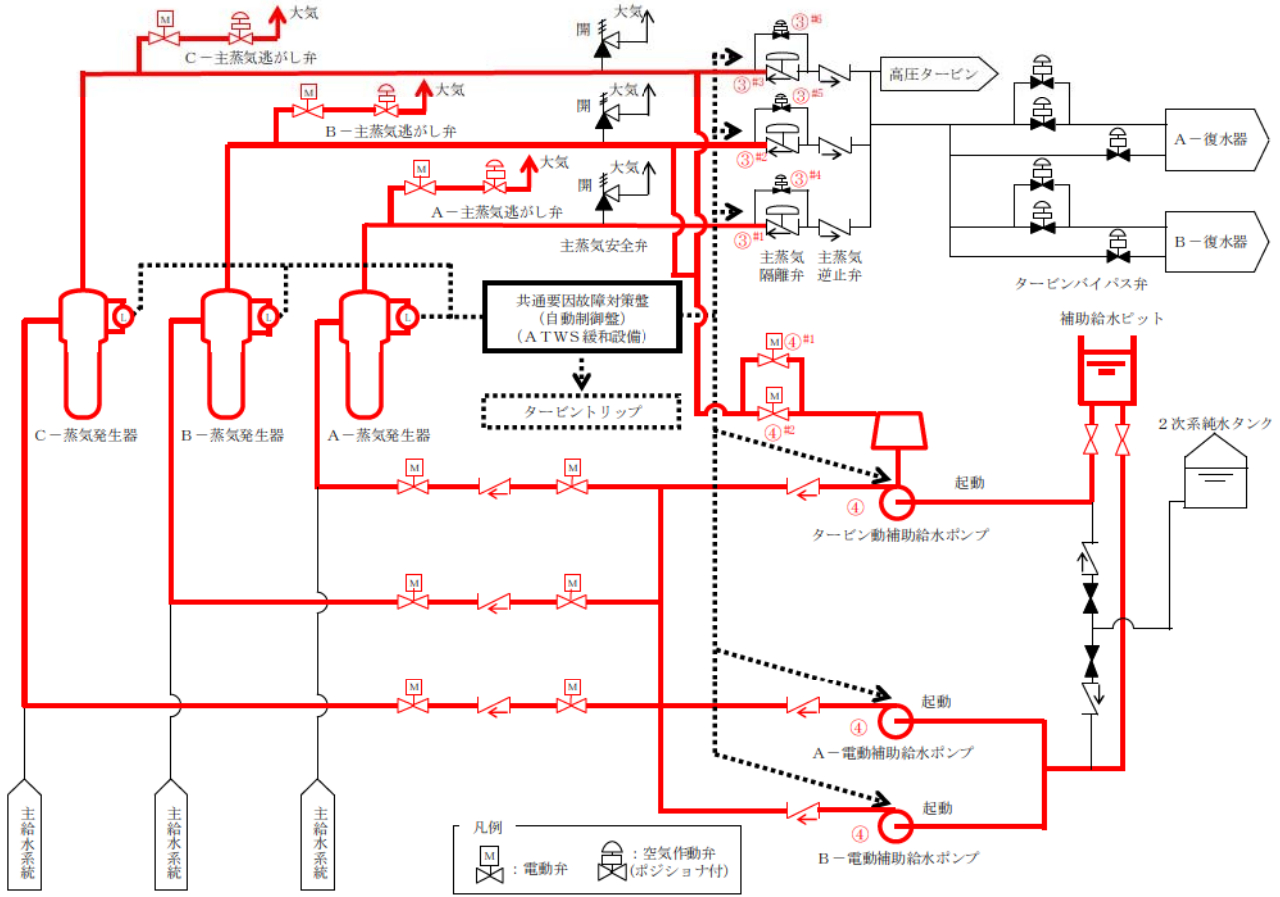 大気
M
C－主蒸気逃がし弁
開
大気
③#6
③#3
高圧タービン
大気
M
B－主蒸気逃がし弁
開
大気
③#5
③#2
A－復水器
大気
M
A－主蒸気逃がし弁
開
大気
③#4
③#1
主蒸気安全弁
主蒸気
隔離弁
主蒸気
逆止弁
B－復水器
タービンバイパス弁
L
L
L
共通要因故障対策盤
（自動制御盤）
（ＡＴＷＳ緩和設備）
補助給水ピット
M
④#1
タービントリップ
M
④#2
C－蒸気発生器
B－蒸気発生器
A－蒸気発生器
２次系純水タンク
M
M
起動
④
タービン動補助給水ポンプ
M
M
M
M
起動
④
A－電動補助給水ポンプ
主給水系統
主給水系統
主給水系統
起動
④
B－電動補助給水ポンプ
凡例
M
：電動弁
：空気作動弁
(ポジショナ付)